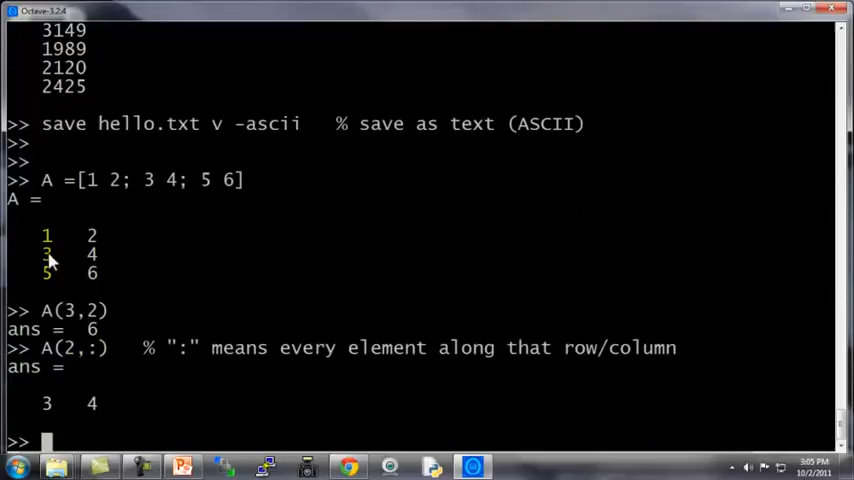 Octave-3.2.4
3149
1989
2120
2425
>> save hello.txt v -ascii   % save as text (ASCII)
>>
>>
>> A =[1 2; 3 4; 5 6]
A =
1   2
3   4
5   6
>> A(3,2)
ans =  6
>> A(2,:)   % ":" means every element along that row/column
ans =
3   4
>>
3:05 PM
10/2/2011